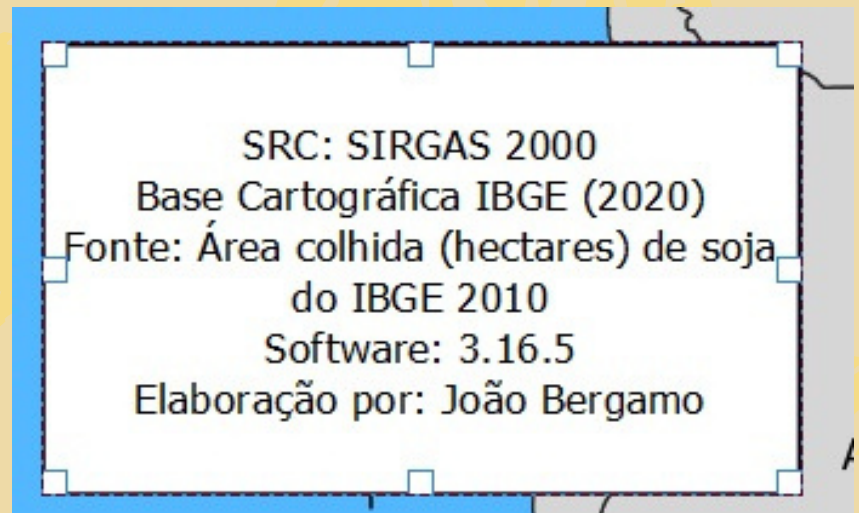 SRC: SIRGAS 2000
Base Cartográfica IBGE (2020)
Fonte: Área colhida (hectares) de soja
do IBGE 2010
Software: 3.16.5
Elaboração por: João Bergamo
A